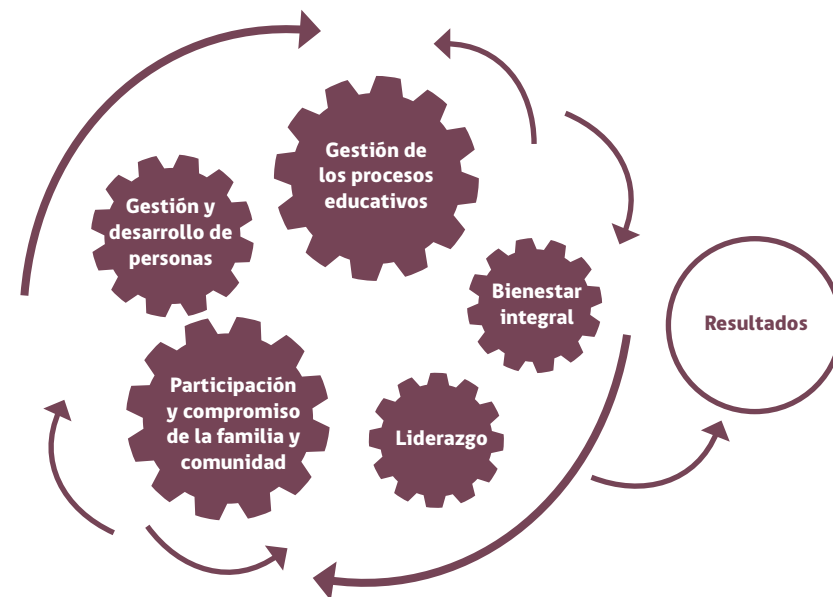 Gestión de
los procesos
educativos
Gestión y
desarrollo de
personas
Bienestar
integral
Resultados
Participación
y compromiso
de la familia y
comunidad
Liderazgo